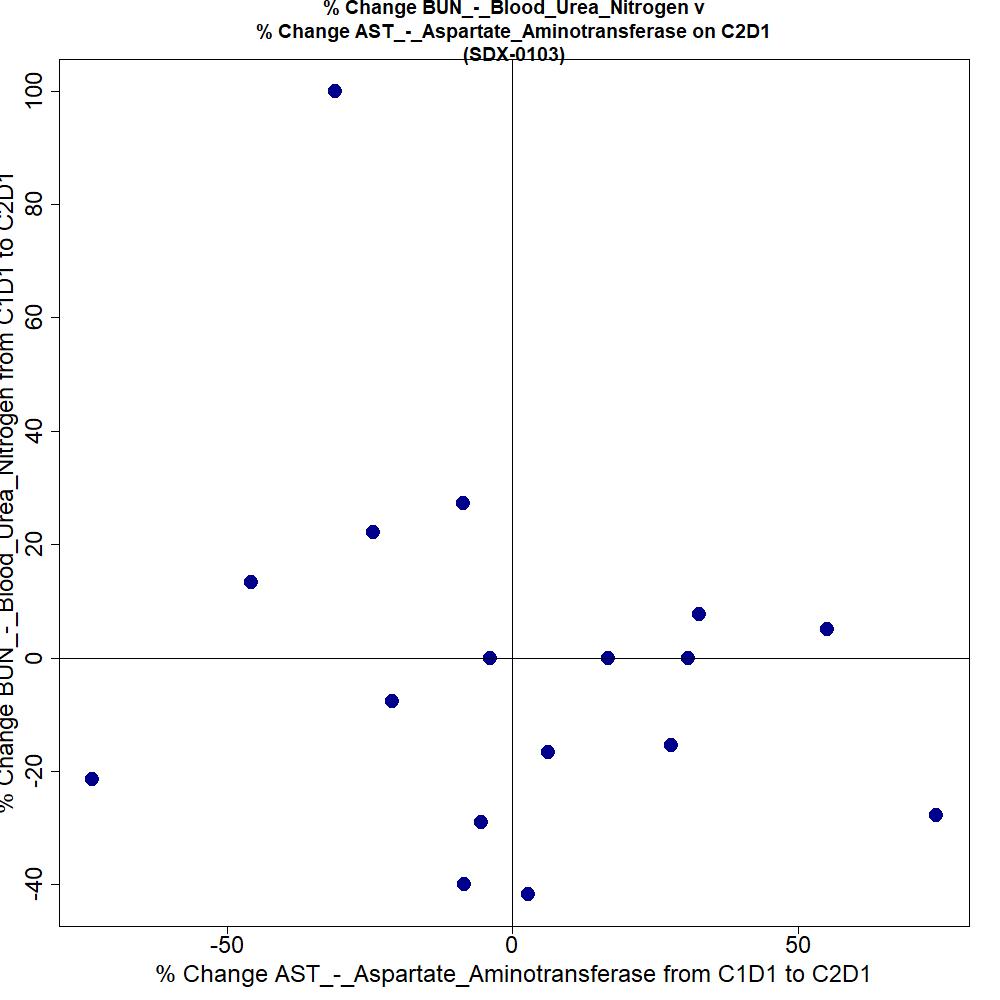 % Change BUN_-_Blood_Urea_Nitrogen v
% Change AST_-_Aspartate_Aminotransferase on C2D1
(SDX-0103)
% Change BUN_-_Blood_Urea_Nitrogen from C1D1 to C2D1
100
80
60
40
20
0
-20
-40
-50
0
50
% Change AST_-_Aspartate_Aminotransferase from C1D1 to C2D1